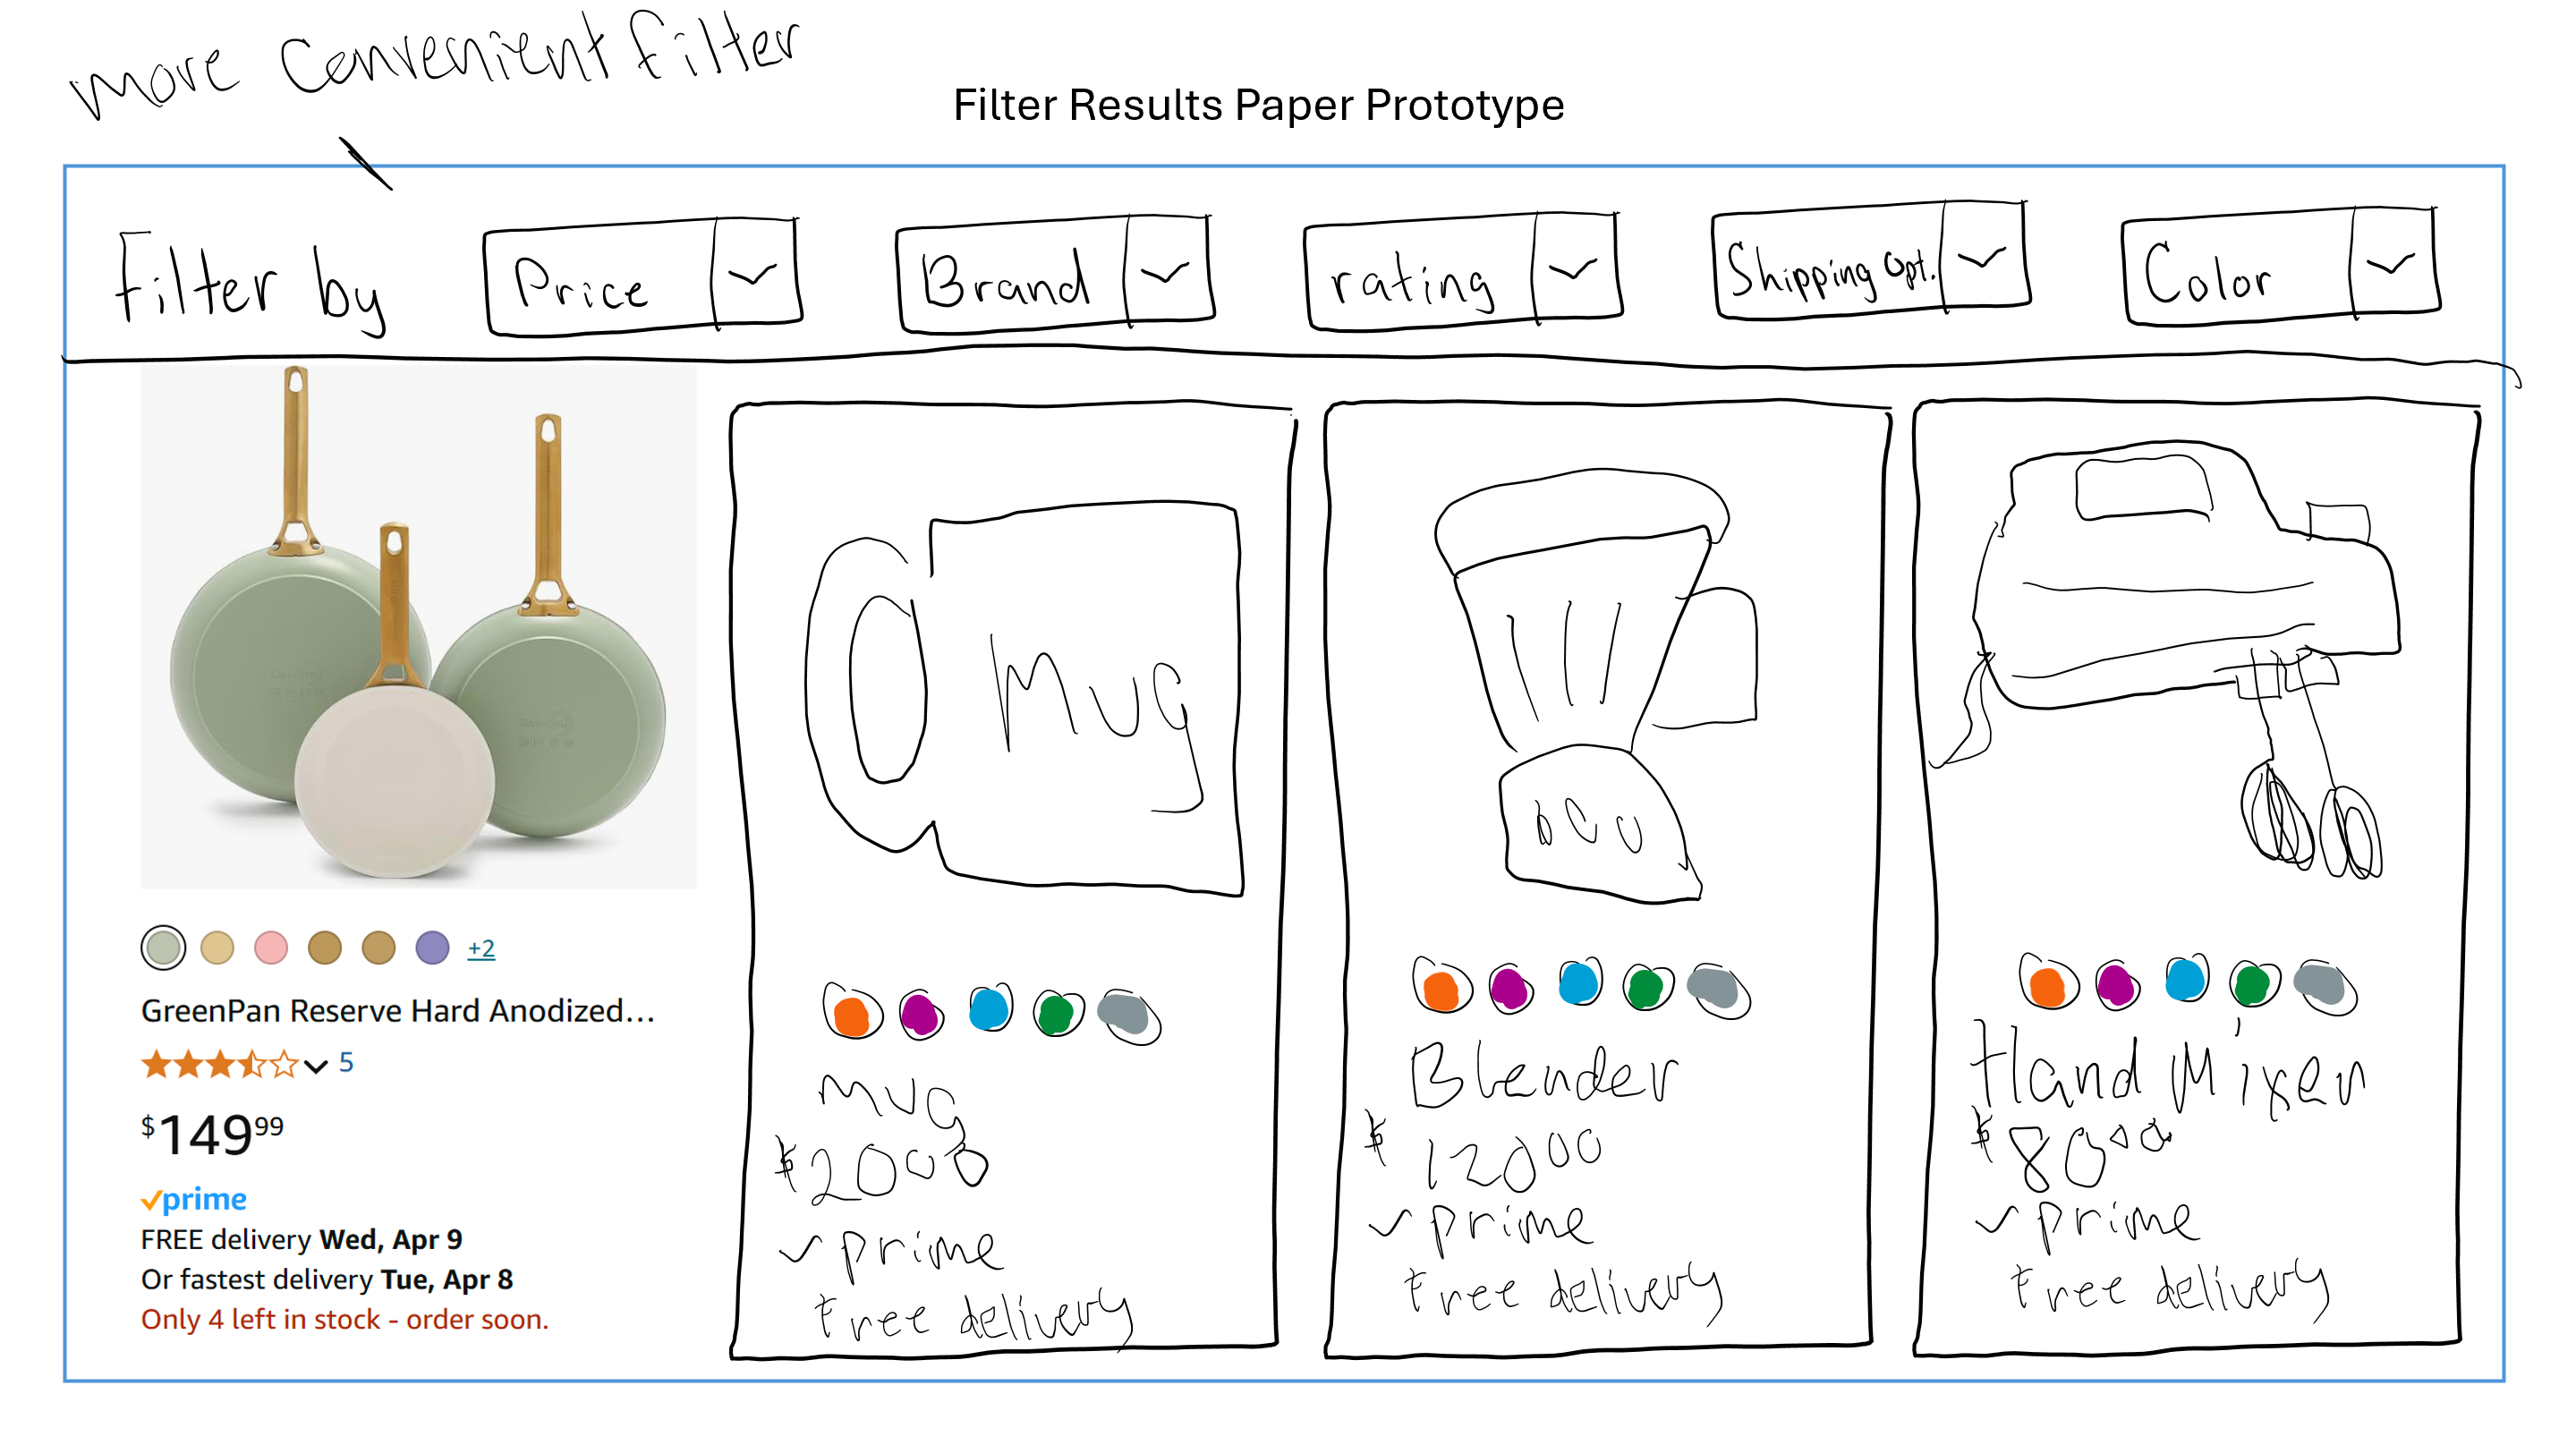 more Convenient filter
Filter Results Paper Prototype
Filter by
Price
Brand
rating
Shipping Opt.
Color
+2
GreenPan Reserve Hard Anodized...
5
$149 99
prime
FREE delivery Wed, Apr 9
Or fastest delivery Tue, Apr 8
Only 4 left in stock - order soon.
Mug
mug
$20 00
prime
free delivery
Blender
$120 00
prime
free delivery
Hand Mixer
$80 00
prime
free delivery